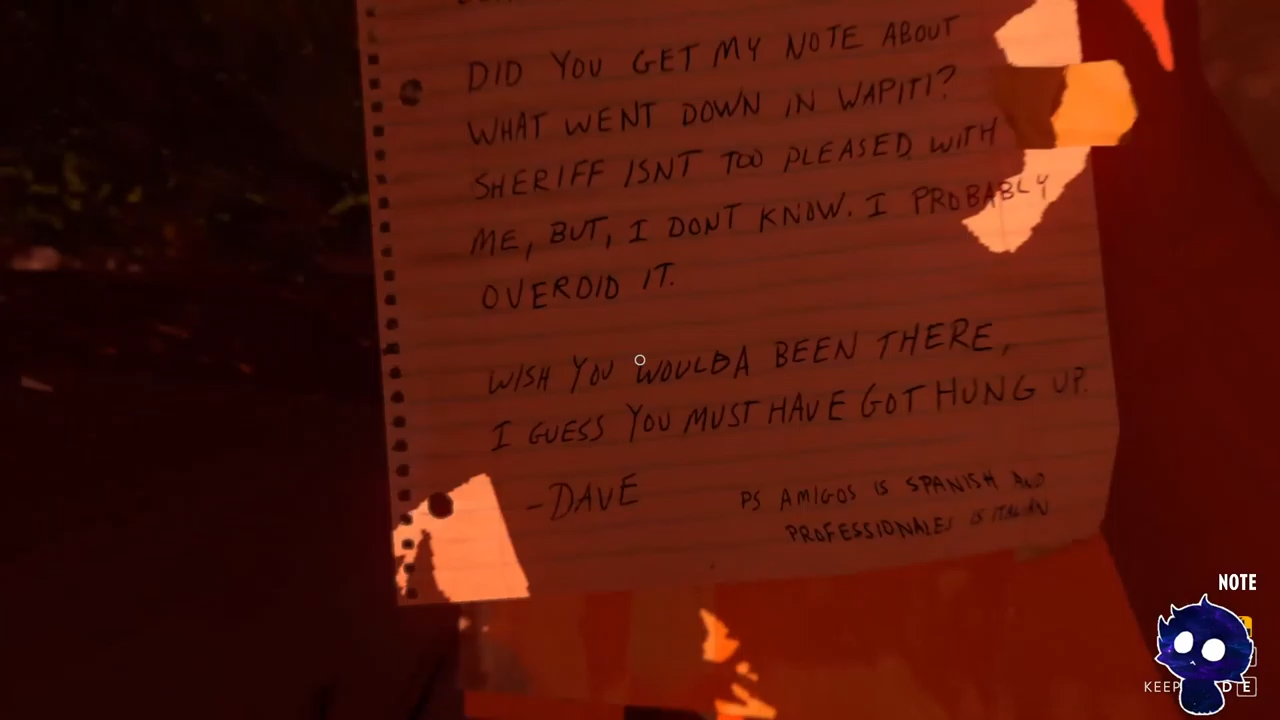 DID YOU GET MY NOTE ABOUT
WHAT WENT DOWN IN WAPITI?
SHERIFF ISNT TOO PLEASED WITH
ME, BUT, I DONT KNOW. I PROBABLY
OVERDID IT.
WISH YOU WOULDA BEEN THERE,
I GUESS YOU MUST HAVE GOT HUNG UP.
-DAVE
PS AMIGOS IS SPANISH AND
PROFESSIONALES IS ITALIAN
NOTE
KEEP
D E